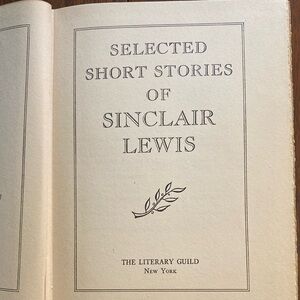 SELECTED
SHORT STORIES
OF
SINCLAIR
LEWIS
THE LITERARY GUILD
NEW YORK